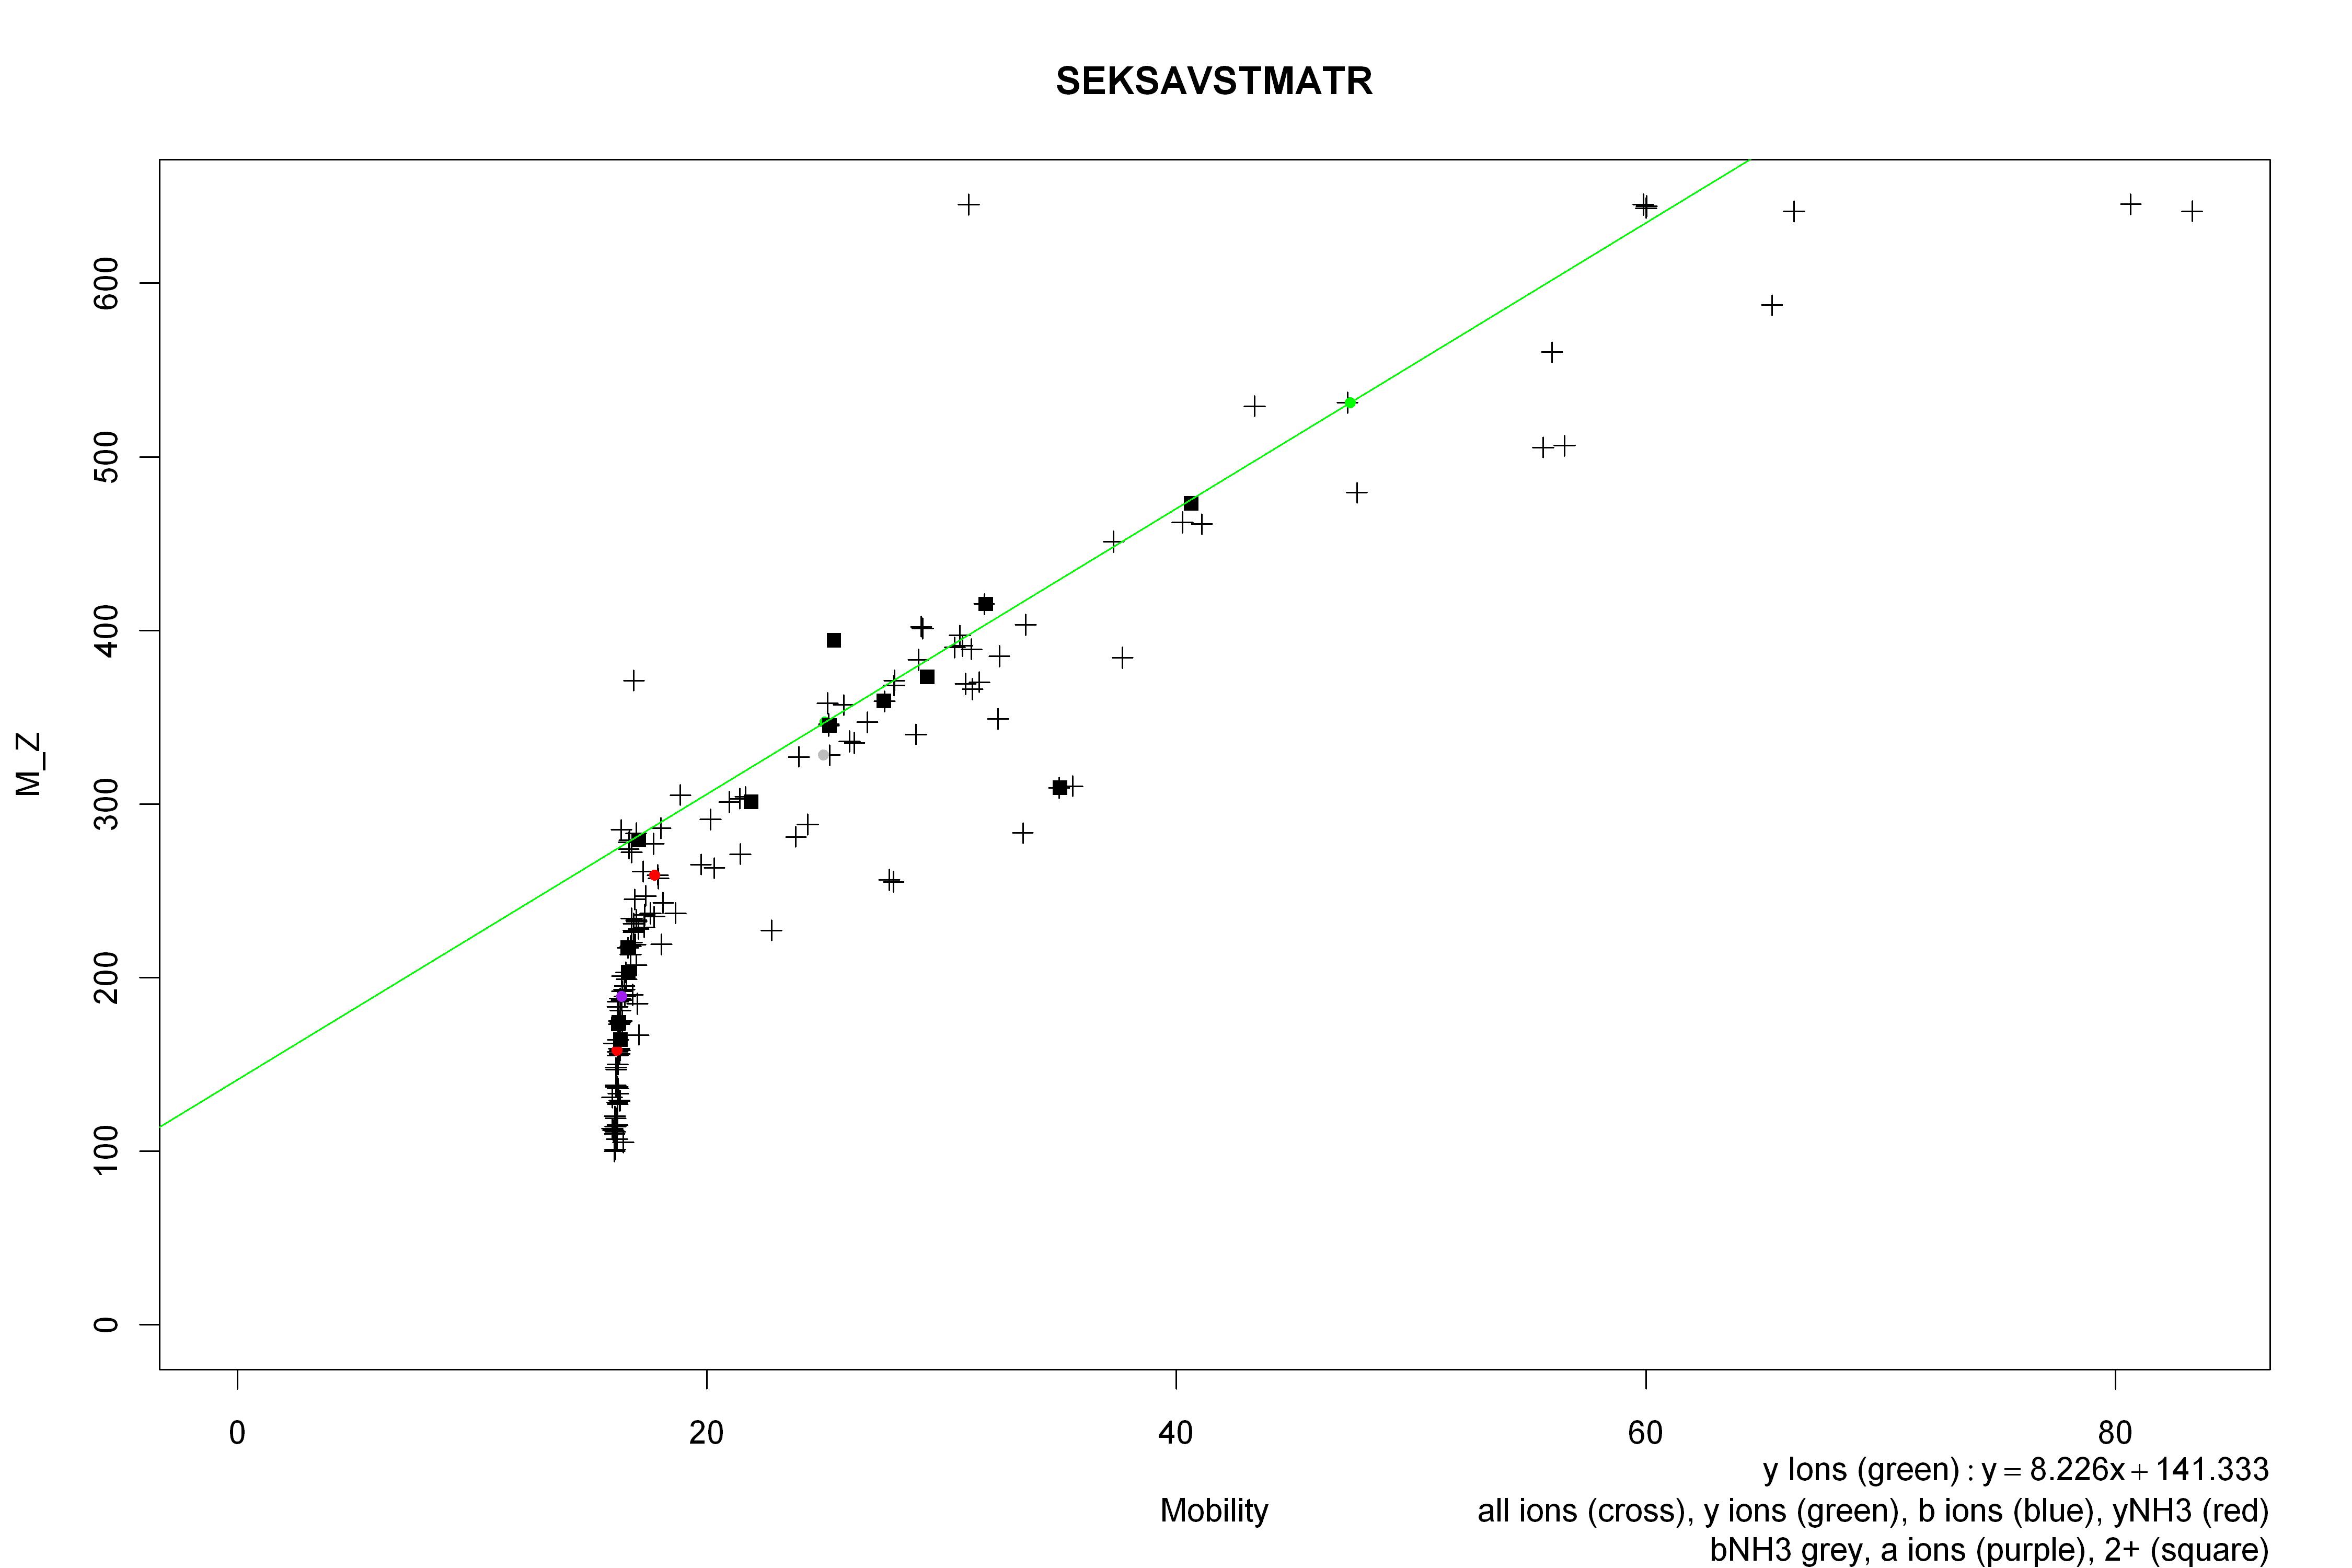 SEKSAVSTMATR
600
500
400
300
200
100
0
M_Z
0 20 40 60 80
y Ions (green) : y = 8.226x + 141.333
Mobility
all ions (cross), y ions (green), b ions (blue), yNH3 (red)
bNH3 grey, a ions (purple), 2+ (square)